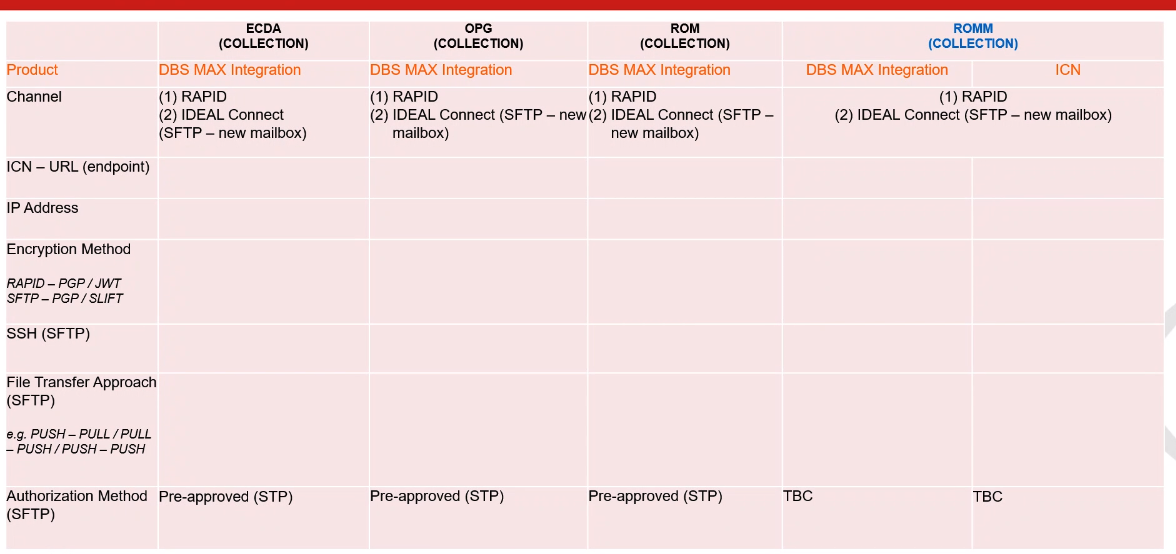 ECDA
(COLLECTION)
OPG
(COLLECTION)
ROM
(COLLECTION)
ROMM
(COLLECTION)
Product
DBS MAX Integration
DBS MAX Integration
DBS MAX Integration
DBS MAX Integration
ICN
Channel
(1) RAPID
(2) IDEAL Connect
(SFTP – new mailbox)
(1) RAPID
(2) IDEAL Connect (SFTP – new
mailbox)
(1) RAPID
(2) IDEAL Connect (SFTP –
new mailbox)
(1) RAPID
(2) IDEAL Connect (SFTP – new mailbox)
ICN – URL (endpoint)
IP Address
Encryption Method
RAPID – PGP / JWT
SFTP – PGP / SLIFT
SSH (SFTP)
File Transfer Approach
(SFTP)
e.g. PUSH – PULL / PULL
– PUSH / PUSH – PUSH
Authorization Method
(SFTP)
Pre-approved (STP)
Pre-approved (STP)
Pre-approved (STP)
TBC
TBC